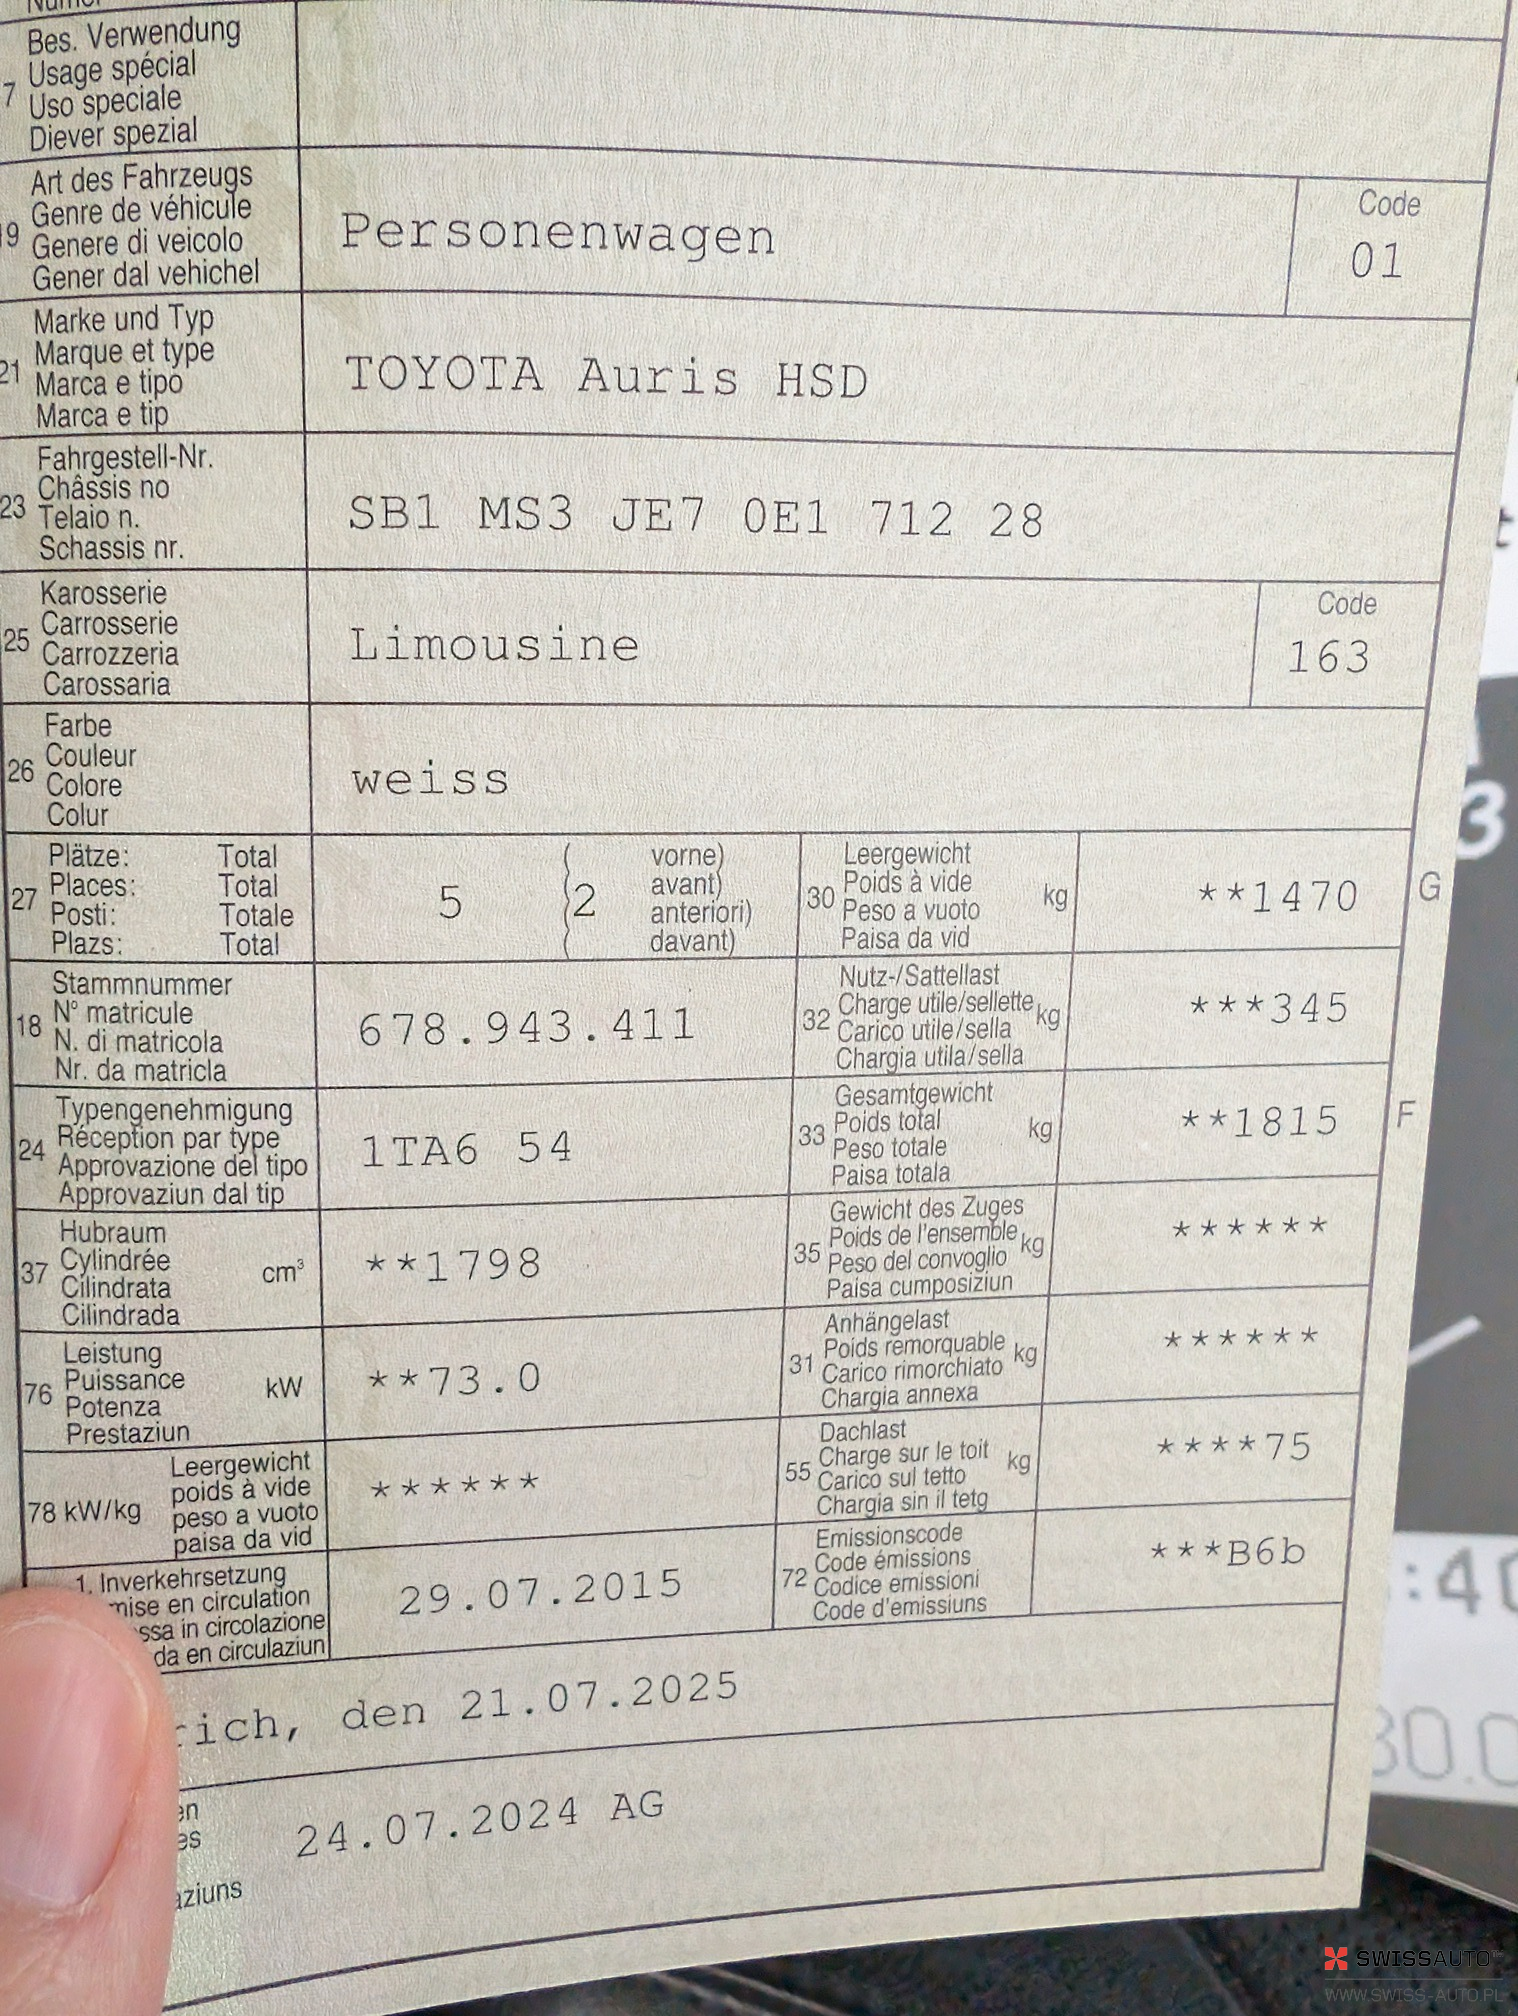 Bes. Verwendung
7 Usage spécial
Uso speciale
Diever spezial
Art des Fahrzeugs
19 Genre de véhicule
Genere di veicolo
Gener dal vehichel
Personenwagen
Code
01
Marke und Typ
21 Marque et type
Marca e tipo
Marca e tip
TOYOTA Auris HSD
Fahrgestell-Nr.
23 Châssis no
Telaio n.
Schassis nr.
SB1 MS3 JE7 0E1 712 28
Karosserie
25 Carrosserie
Carrozzeria
Carossaria
Limousine
Code
163
Farbe
26 Couleur
Colore
Colur
weiss
Plätze: Total
27 Places: Total
Posti: Totale
Plazs: Total
5 ( 2 vorne)
avant)
anteriori)
( davant)
Leergewicht
30 Poids à vide kg
Peso a vuoto
Paisa da vid
**1470
G
Stammnummer
18 N° matricule
N. di matricola
Nr. da matricla
678.943.411
Nutz-/Sattellast
32 Charge utile/sellette kg
Carico utile/sella
Chargia utila/sella
***345
Typengenehmigung
24 Réception par type
Approvazione del tipo
Approvaziun dal tip
1TA6 54
Gesamtgewicht
33 Poids total kg
Peso totale
Paisa totala
**1815
F
Hubraum
37 Cylindrée cm³
Cilindrata
Cilindrada
**1798
Gewicht des Zuges
35 Poids de l'ensemble kg
Peso del convoglio
Paisa cumposiziun
******
Leistung
76 Puissance kW
Potenza
Prestaziun
**73.0
Anhängelast
31 Poids remorquable kg
Carico rimorchiato
Chargia annexa
******
Leergewicht
78 kW/kg poids à vide
peso a vuoto
paisa da vid
******
Dachlast
55 Charge sur le toit kg
Carico sul tetto
Chargia sin il tetg
****75
1. Inverkehrsetzung
mise en circulation
ssa in circolazione
da en circulaziun
29.07.2015
Emissionscode
72 Code émissions
Codice emissioni
Code d'emissiuns
***B6b
rich, den 21.07.2025
en
es
aziuns
24.07.2024 AG
3
:40
30.0
SWISSAUTO
WWW.SWISS-AUTO.PL